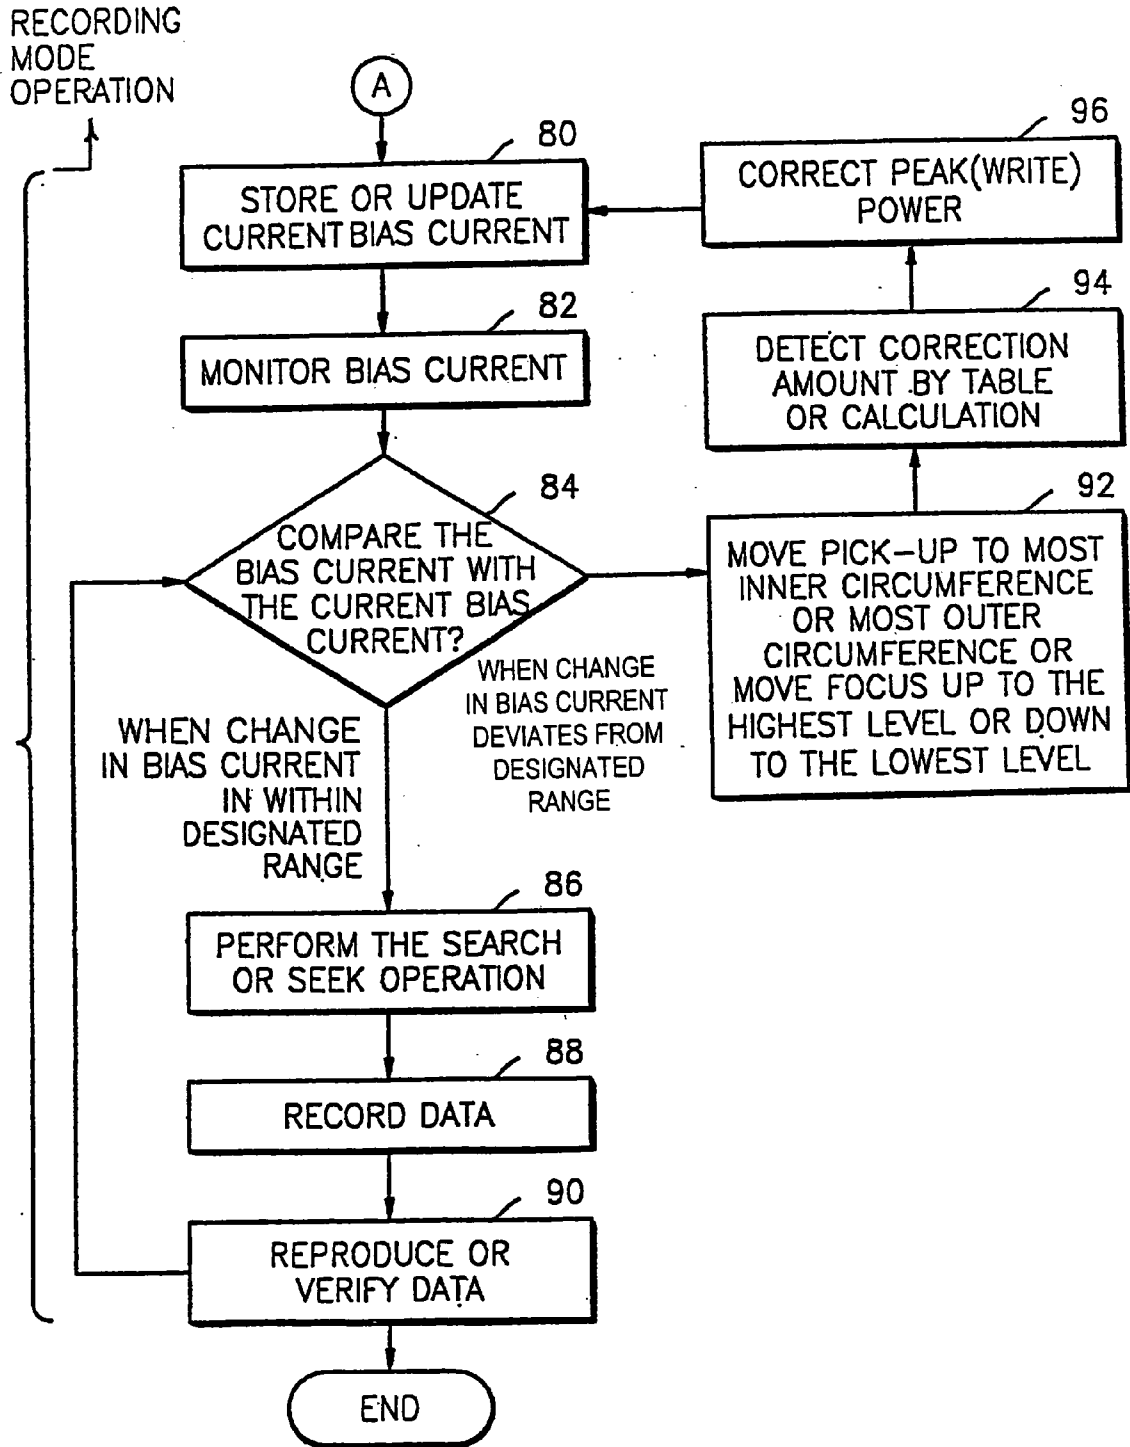 RECORDING
MODE
OPERATION
A
80
STORE OR UPDATE
CURRENT BIAS CURRENT
82
MONITOR BIAS CURRENT
84
COMPARE THE
BIAS CURRENT WITH
THE CURRENT BIAS
CURRENT?
WHEN CHANGE
IN BIAS CURRENT
DEVIATES FROM
DESIGNATED
RANGE
WHEN CHANGE
IN BIAS CURRENT
IN WITHIN
DESIGNATED
RANGE
86
PERFORM THE SEARCH
OR SEEK OPERATION
88
RECORD DATA
90
REPRODUCE OR
VERIFY DATA
END
96
CORRECT PEAK(WRITE)
POWER
94
DETECT CORRECTION
AMOUNT BY TABLE
OR CALCULATION
92
MOVE PICK-UP TO MOST
INNER CIRCUMFERENCE
OR MOST OUTER
CIRCUMFERENCE OR
MOVE FOCUS UP TO THE
HIGHEST LEVEL OR DOWN
TO THE LOWEST LEVEL